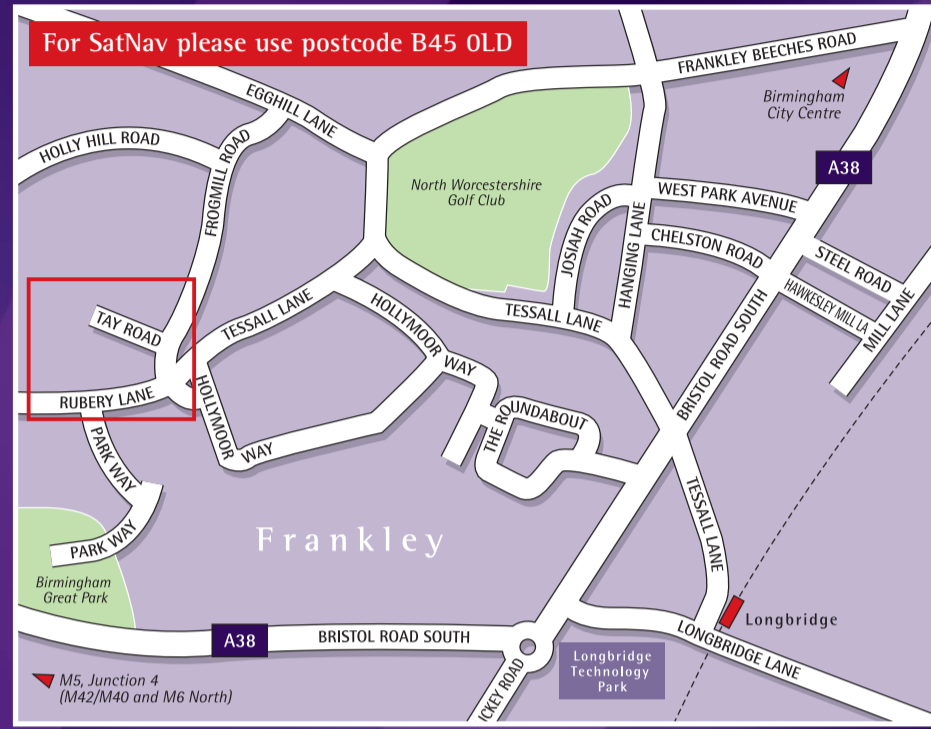 For SatNav please use postcode B45 0LD
EGGHILL LANE
FRANKLEY BEECHES ROAD
Birmingham
City Centre
HOLLY HILL ROAD
FROGMILL ROAD
North Worcestershire
Golf Club
A38
WEST PARK AVENUE
JOSIAH ROAD
HANGING LANE
CHELSTON ROAD
STEEL ROAD
HAWKESLEY MILL LA
MILL LANE
TAY ROAD
TESSALL LANE
HOLLYMOOR WAY
TESSALL LANE
BRISTOL ROAD SOUTH
RUBERY LANE
HOLLYMOOR
WAY
THE ROUNDABOUT
PARK WAY
TESSALL LANE
PARK WAY
Frankley
Birmingham
Great Park
A38
BRISTOL ROAD SOUTH
Longbridge
LONGBRIDGE LANE
Longbridge
Technology
Park
ICKEY ROAD
M5, Junction 4
(M42/M40 and M6 North)